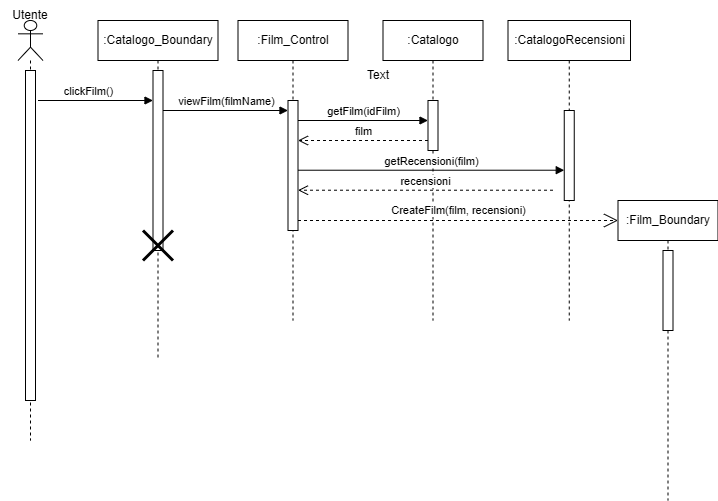 Utente
:Catalogo_Boundary
:Film_Control
:Catalogo
:CatalogoRecensioni
Text
clickFilm()
viewFilm(filmName)
getFilm(idFilm)
film
getRecensioni(film)
recensioni
CreateFilm(film, recensioni)
:Film_Boundary